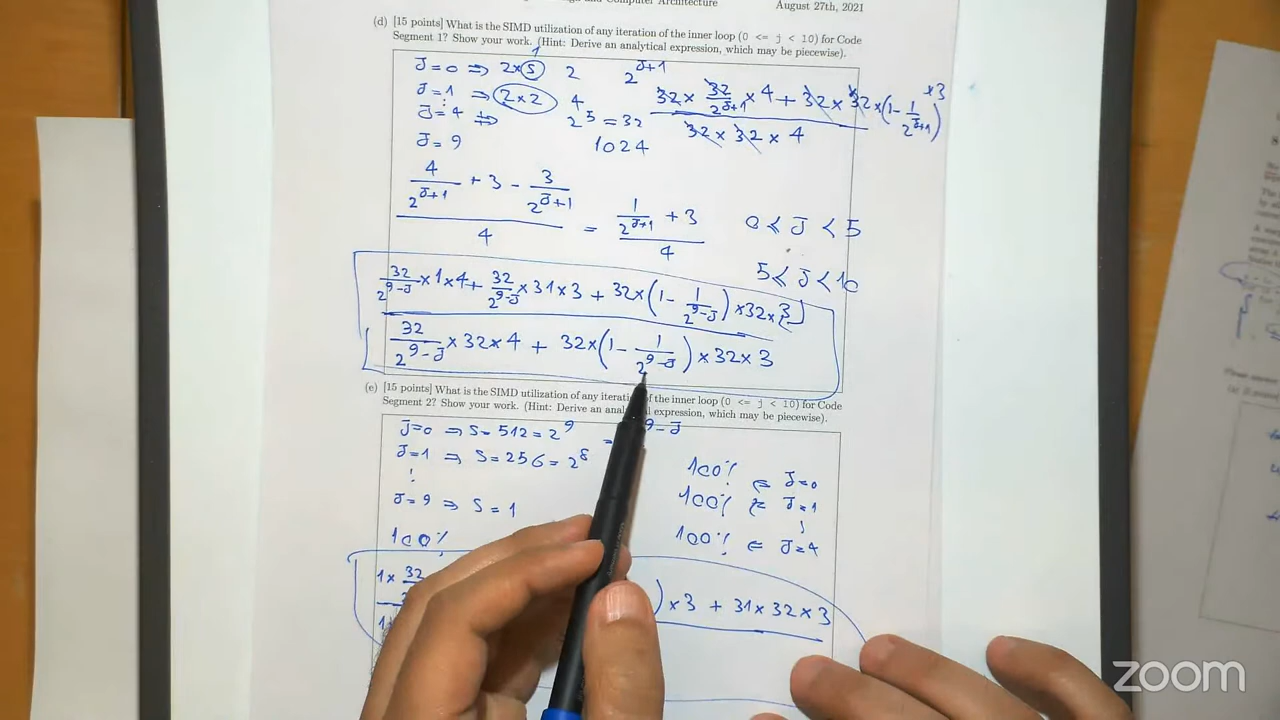 and Computer Architecture
August 27th, 2021
(d) [15 points] What is the SIMD utilization of any iteration of the inner loop (0 <= j < 10) for Code
Segment 1? Show your work. (Hint: Derive an analytical expression, which may be piecewise).
J=0 ⇒ 2×S 2 2^{J+1}
J=1 ⇒ 2×2 4
J=4 ⇒ 2^5 = 32
J=9 1024
32 × 32/2^{J+1} × 4 + 32 × 32 × (1 - 1/2^{J+1}) ×3
32 × 32 × 4
4/2^{J+1} + 3 - 3/2^{J+1}
4
= (1/2^{J+1} + 3)/4 0 ≤ J < 5
5 ≤ J < 10
32/2^{9-J} × 1 × 4 + 32/2^{9-J} × 31 × 3 + 32 × (1 - 1/2^{9-J}) × 32 × 3
32/2^{9-J} × 32 × 4 + 32 × (1 - 1/2^{9-J}) × 32 × 3
(e) [15 points] What is the SIMD utilization of any iteration of the inner loop (0 <= j < 10) for Code
Segment 2? Show your work. (Hint: Derive an analytical expression, which may be piecewise).
J=0 ⇒ S=512=2^9 = 9-J
J=1 ⇒ S=256=2^8
J=9 ⇒ S=1
100% ⇐ J=0
100% ⇐ J=1
100% ⇐ J=4
100%
1 × 32
) × 3 + 31 × 32 × 3
zoom